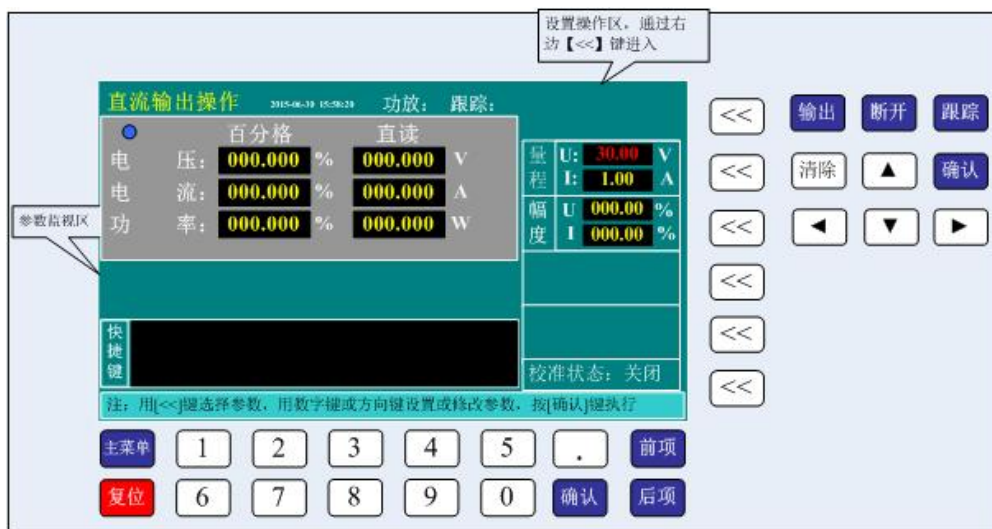 设置操作区，通过右
边【<<】键进入
直流输出操作 2015-06-30 15:58:20 功放： 跟踪：
百分格 直读
电 压： 000.000 % 000.000 V
电 流： 000.000 % 000.000 A
功 率： 000.000 % 000.000 W
量程 U: 30.00 V
I: 1.00 A
幅度 U 000.00 %
I 000.00 %
参数监视区
快捷键
校准状态：关闭
注：用[<<]键选择参数，用数字键或方向键设置或修改参数，按[确认]键执行
<< 输出 断开 跟踪
<< 清除 ▲ 确认
<< ◀ ▼ ▶
<<
<<
<<
主菜单 1 2 3 4 5 . 前项
复位 6 7 8 9 0 确认 后项